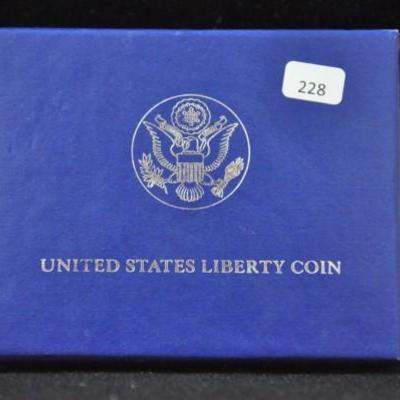 228
UNITED STATES LIBERTY COIN